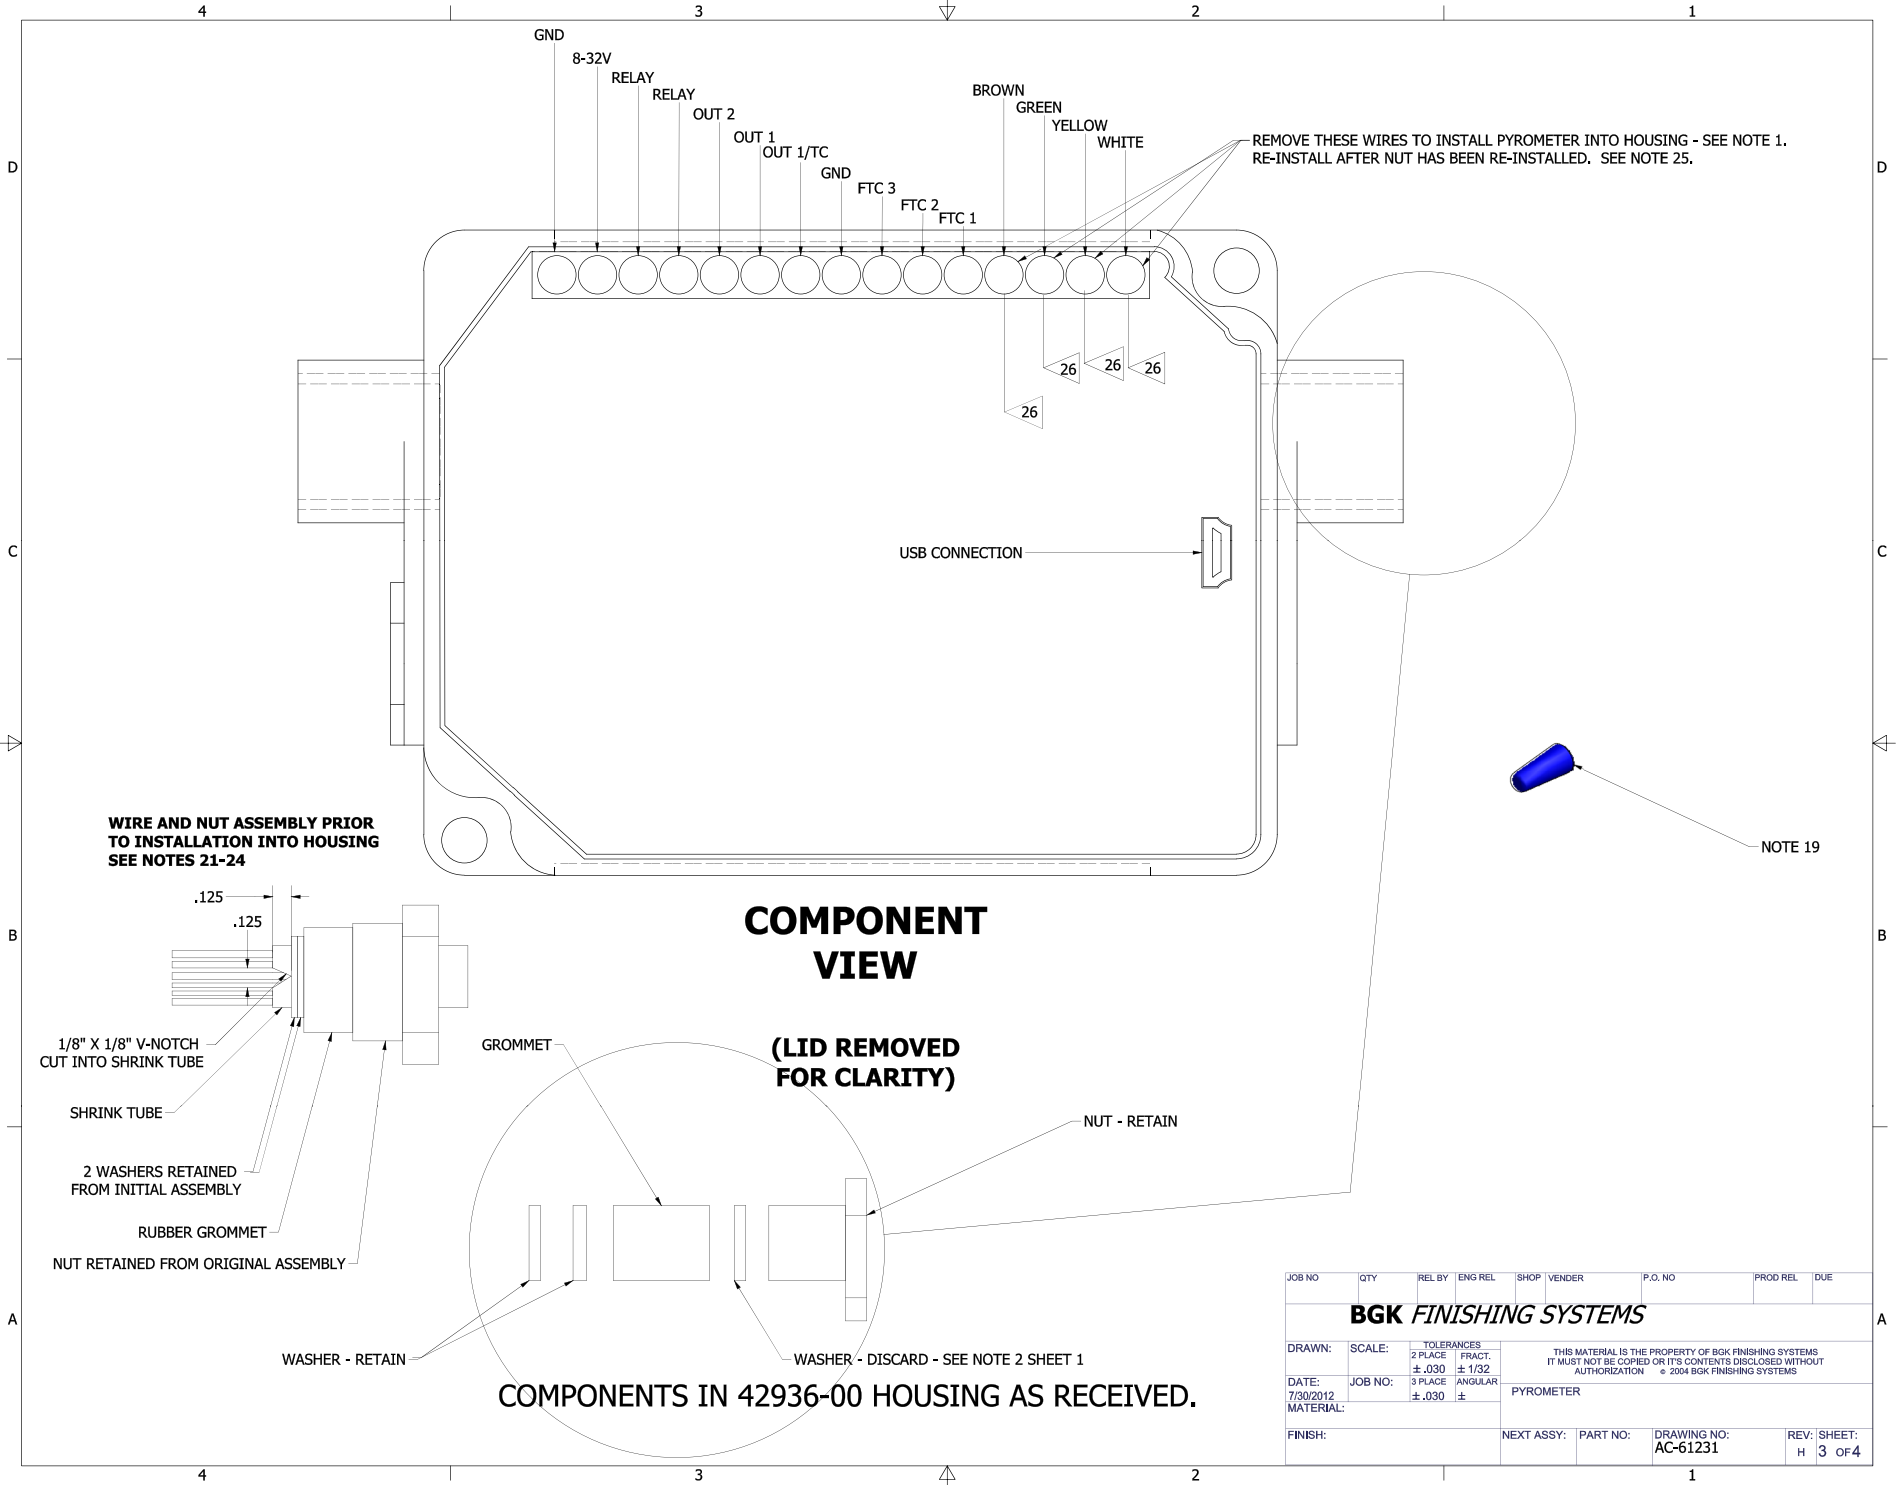 4 3 2 1
GND
8-32V
RELAY
RELAY
OUT 2
OUT 1
OUT 1/TC
GND
FTC 3
FTC 2
FTC 1
BROWN
GREEN
YELLOW
WHITE
REMOVE THESE WIRES TO INSTALL PYROMETER INTO HOUSING - SEE NOTE 1.
RE-INSTALL AFTER NUT HAS BEEN RE-INSTALLED. SEE NOTE 25.
D D
26 26 26
26
USB CONNECTION
C C
NOTE 19
WIRE AND NUT ASSEMBLY PRIOR
TO INSTALLATION INTO HOUSING
SEE NOTES 21-24
.125
.125
B B
COMPONENT
VIEW
(LID REMOVED
FOR CLARITY)
1/8" X 1/8" V-NOTCH
CUT INTO SHRINK TUBE
SHRINK TUBE
2 WASHERS RETAINED
FROM INITIAL ASSEMBLY
RUBBER GROMMET
NUT RETAINED FROM ORIGINAL ASSEMBLY
GROMMET
NUT - RETAIN
WASHER - RETAIN
WASHER - DISCARD - SEE NOTE 2 SHEET 1
COMPONENTS IN 42936-00 HOUSING AS RECEIVED.
A A
JOB NO QTY REL BY ENG REL SHOP VENDER P.O. NO PROD REL DUE
BGK FINISHING SYSTEMS
DRAWN: SCALE: TOLERANCES
2 PLACE FRACT.
±.030 ± 1/32
DATE: JOB NO: 3 PLACE ANGULAR
7/30/2012 ±.030 ±
MATERIAL:
FINISH:
THIS MATERIAL IS THE PROPERTY OF BGK FINISHING SYSTEMS
IT MUST NOT BE COPIED OR IT'S CONTENTS DISCLOSED WITHOUT
AUTHORIZATION © 2004 BGK FINISHING SYSTEMS
PYROMETER
NEXT ASSY: PART NO: DRAWING NO: REV: SHEET:
AC-61231 H 3 OF 4
4 3 2 1